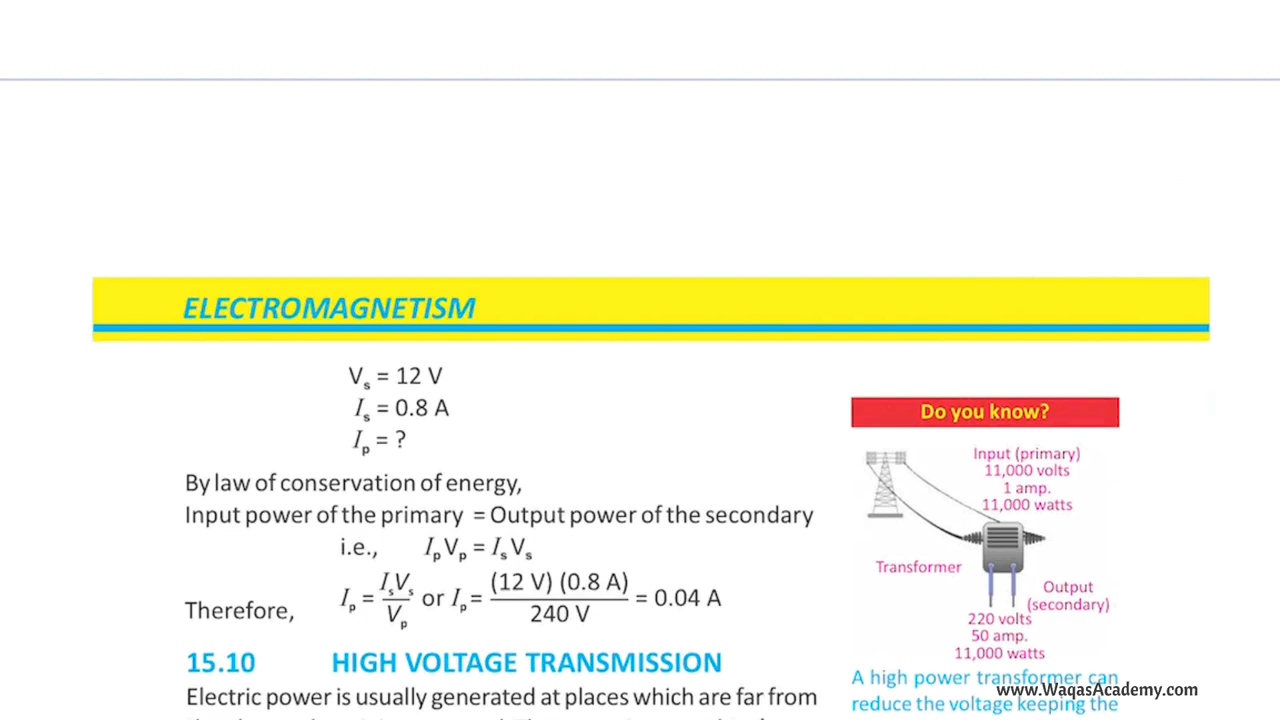 ELECTROMAGNETISM
Vs = 12 V
Is = 0.8 A
Ip = ?
By law of conservation of energy,
Input power of the primary = Output power of the secondary
i.e., IpVp = IsVs
Therefore, Ip = IsVs / Vp or Ip = (12 V) (0.8 A) / 240 V = 0.04 A
15.10 HIGH VOLTAGE TRANSMISSION
Electric power is usually generated at places which are far from
Do you know?
Input (primary)
11,000 volts
1 amp.
11,000 watts
Transformer
Output
(secondary)
220 volts
50 amp.
11,000 watts
A high power transformer can
reduce the voltage keeping the
www.WaqasAcademy.com